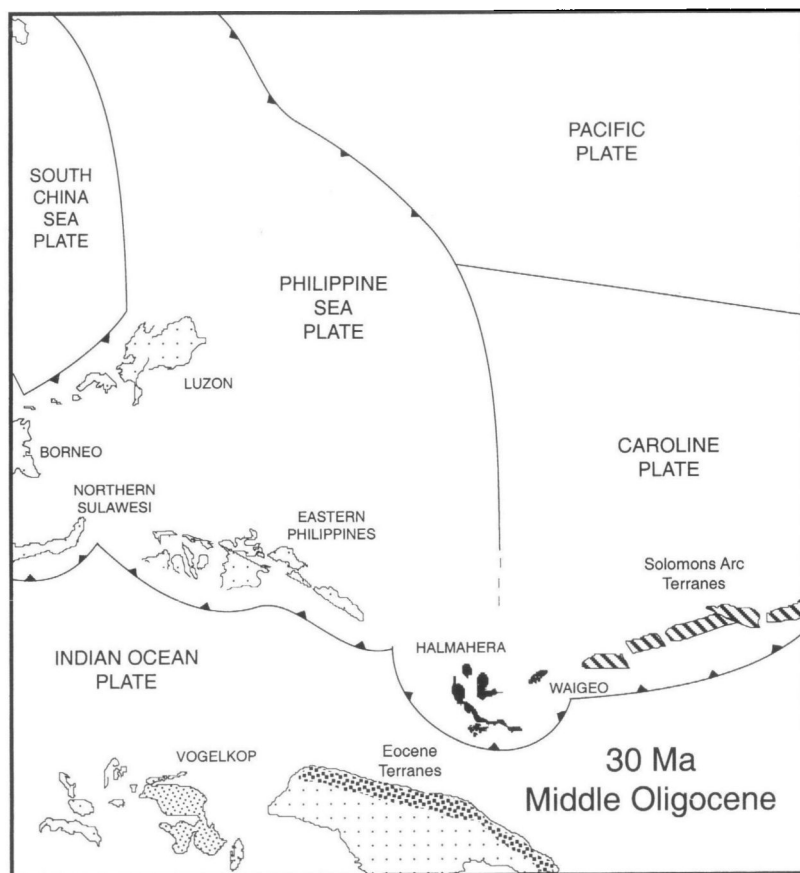 PACIFIC
PLATE
SOUTH
CHINA
SEA
PLATE
PHILIPPINE
SEA
PLATE
LUZON
BORNEO
CAROLINE
PLATE
NORTHERN
SULAWESI
EASTERN
PHILIPPINES
Solomons Arc
Terranes
INDIAN OCEAN
PLATE
HALMAHERA
WAIGEO
VOGELKOP
Eocene
Terranes
30 Ma
Middle Oligocene